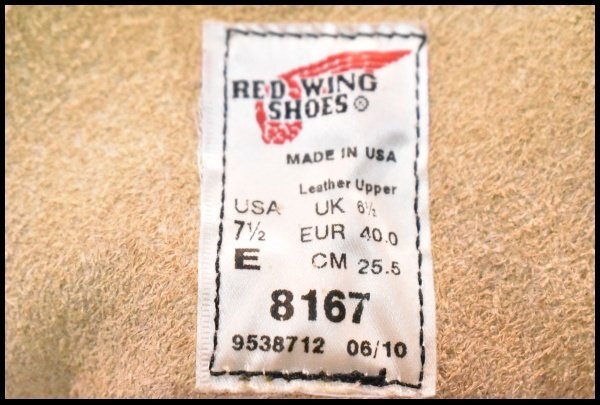 RED WING
SHOES ®
MADE IN USA
Leather Upper
USA UK 6½
7½ EUR 40.0
E CM 25.5
8167
9538712 06/10